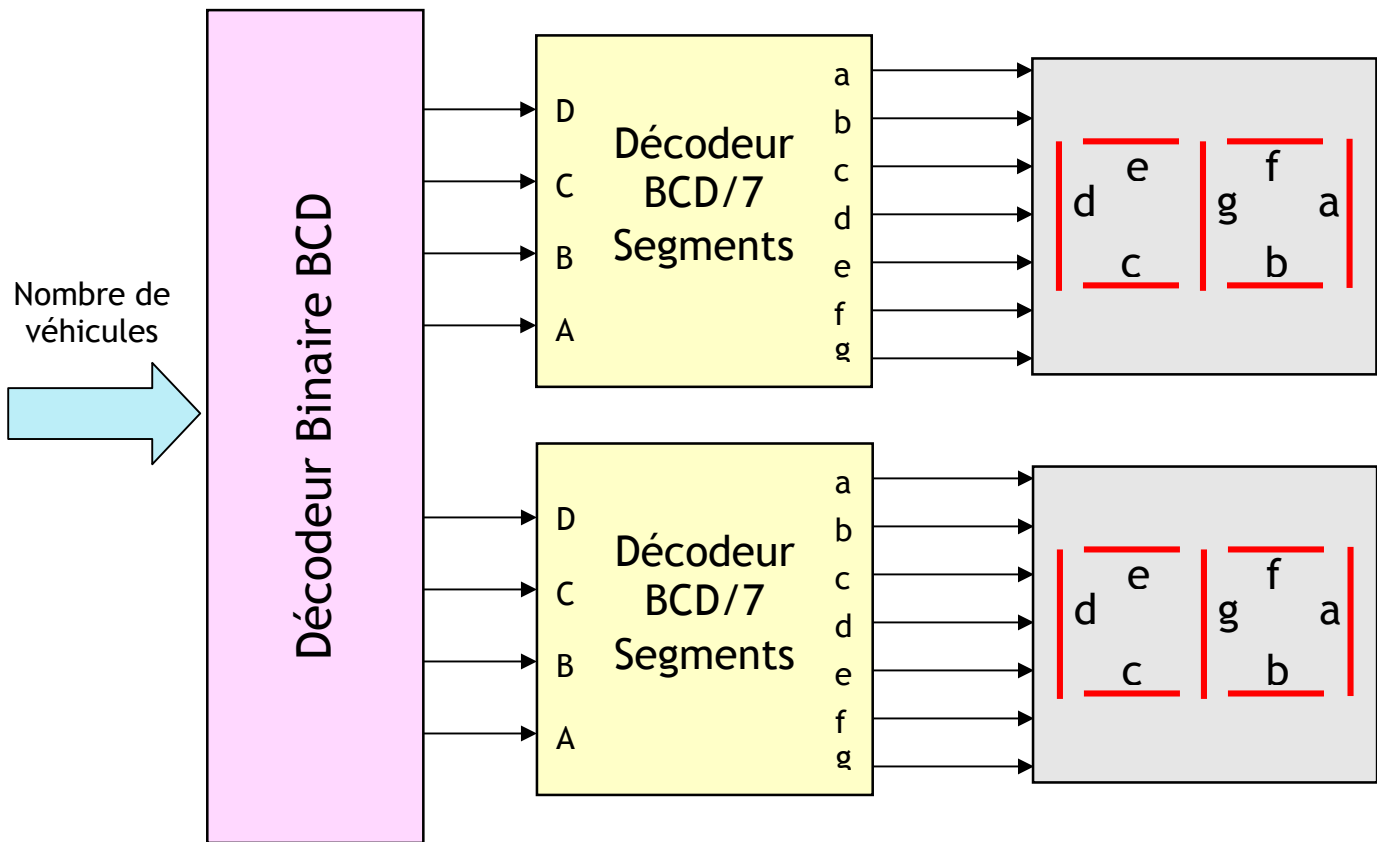 Nombre de
véhicules
Décodeur Binaire BCD
D
C
B
A
Décodeur
BCD/7
Segments
a
b
c
d
e
f
g
e
f
d
g
a
c
b
D
C
B
A
Décodeur
BCD/7
Segments
a
b
c
d
e
f
g
e
f
d
g
a
c
b